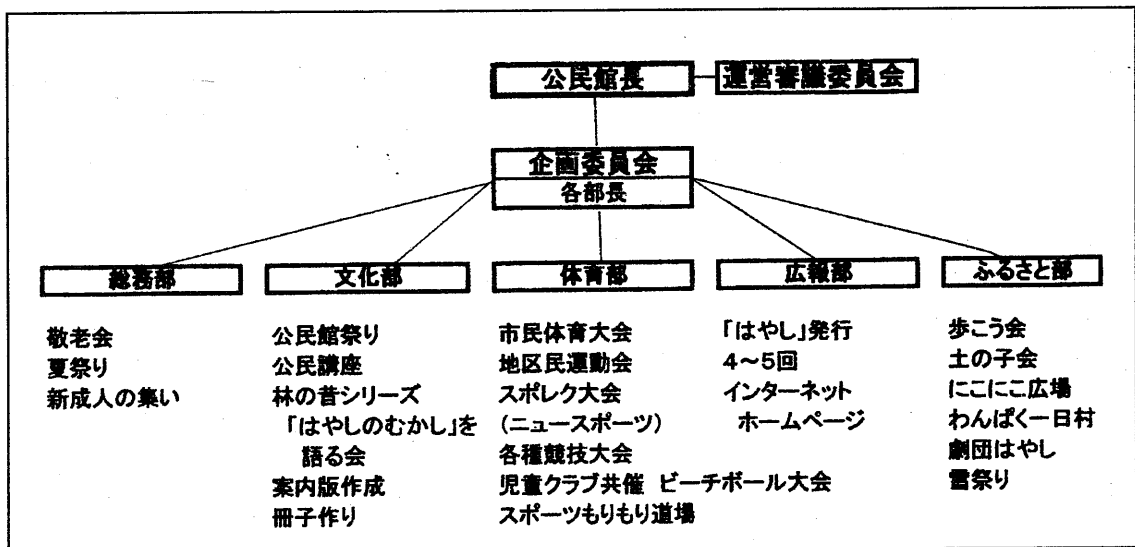 公民館長
運営審議委員会
企画委員会
各部長
総務部
敬老会
夏祭り
新成人の集い
文化部
公民館祭り
公民講座
林の昔シリーズ
「はやしのむかし」を
語る会
案内版作成
冊子作り
体育部
市民体育大会
地区民運動会
スポレク大会
(ニュースポーツ)
各種競技大会
児童クラブ共催 ビーチボール大会
スポーツもりもり道場
広報部
「はやし」発行
4〜5回
インターネット
ホームページ
ふるさと部
歩こう会
土の子会
にこにこ広場
わんぱく一日村
劇団はやし
雪祭り